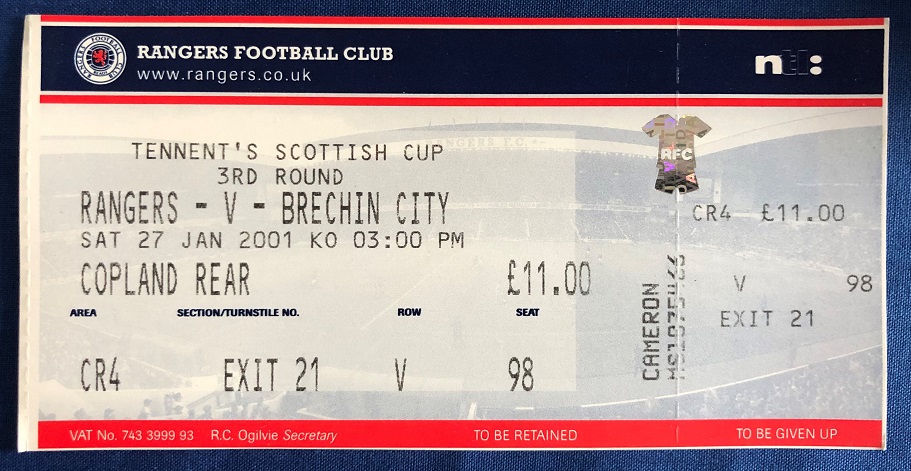 RANGERS FOOTBALL CLUB
www.rangers.co.uk
ntl:
TENNENT'S SCOTTISH CUP
3RD ROUND
RANGERS - V - BRECHIN CITY
SAT 27 JAN 2001 KO 03:00 PM
COPLAND REAR £11.00
AREA SECTION/TURNSTILE NO. ROW SEAT
CR4 EXIT 21 V 98
VAT No. 743 3999 93 R.C. Ogilvie Secretary TO BE RETAINED
RFC
CAMERON
CR4 £11.00
V 98
EXIT 21
TO BE GIVEN UP